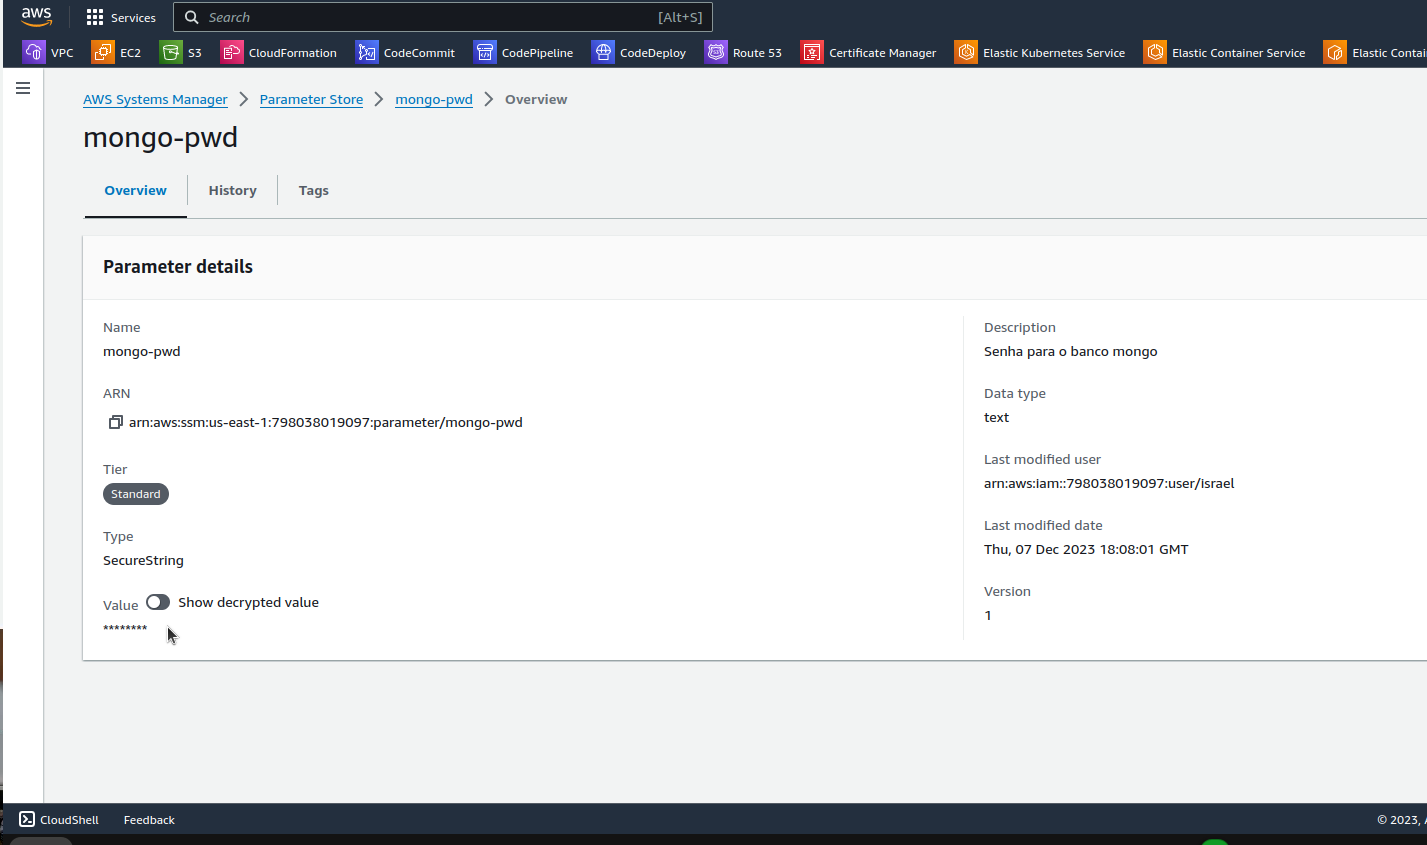 aws
Services
Search
[Alt+S]
VPC
EC2
S3
CloudFormation
CodeCommit
CodePipeline
CodeDeploy
Route 53
Certificate Manager
Elastic Kubernetes Service
Elastic Container Service
Elastic
AWS Systems Manager > Parameter Store > mongo-pwd > Overview
mongo-pwd
Overview
History
Tags
Parameter details
Name
mongo-pwd
ARN
arn:aws:ssm:us-east-1:798038019097:parameter/mongo-pwd
Tier
Standard
Type
SecureString
Value
Show decrypted value
********
Description
Senha para o banco mongo
Data type
text
Last modified user
arn:aws:iam::798038019097:user/israel
Last modified date
Thu, 07 Dec 2023 18:08:01 GMT
Version
1
CloudShell
Feedback
© 2023,